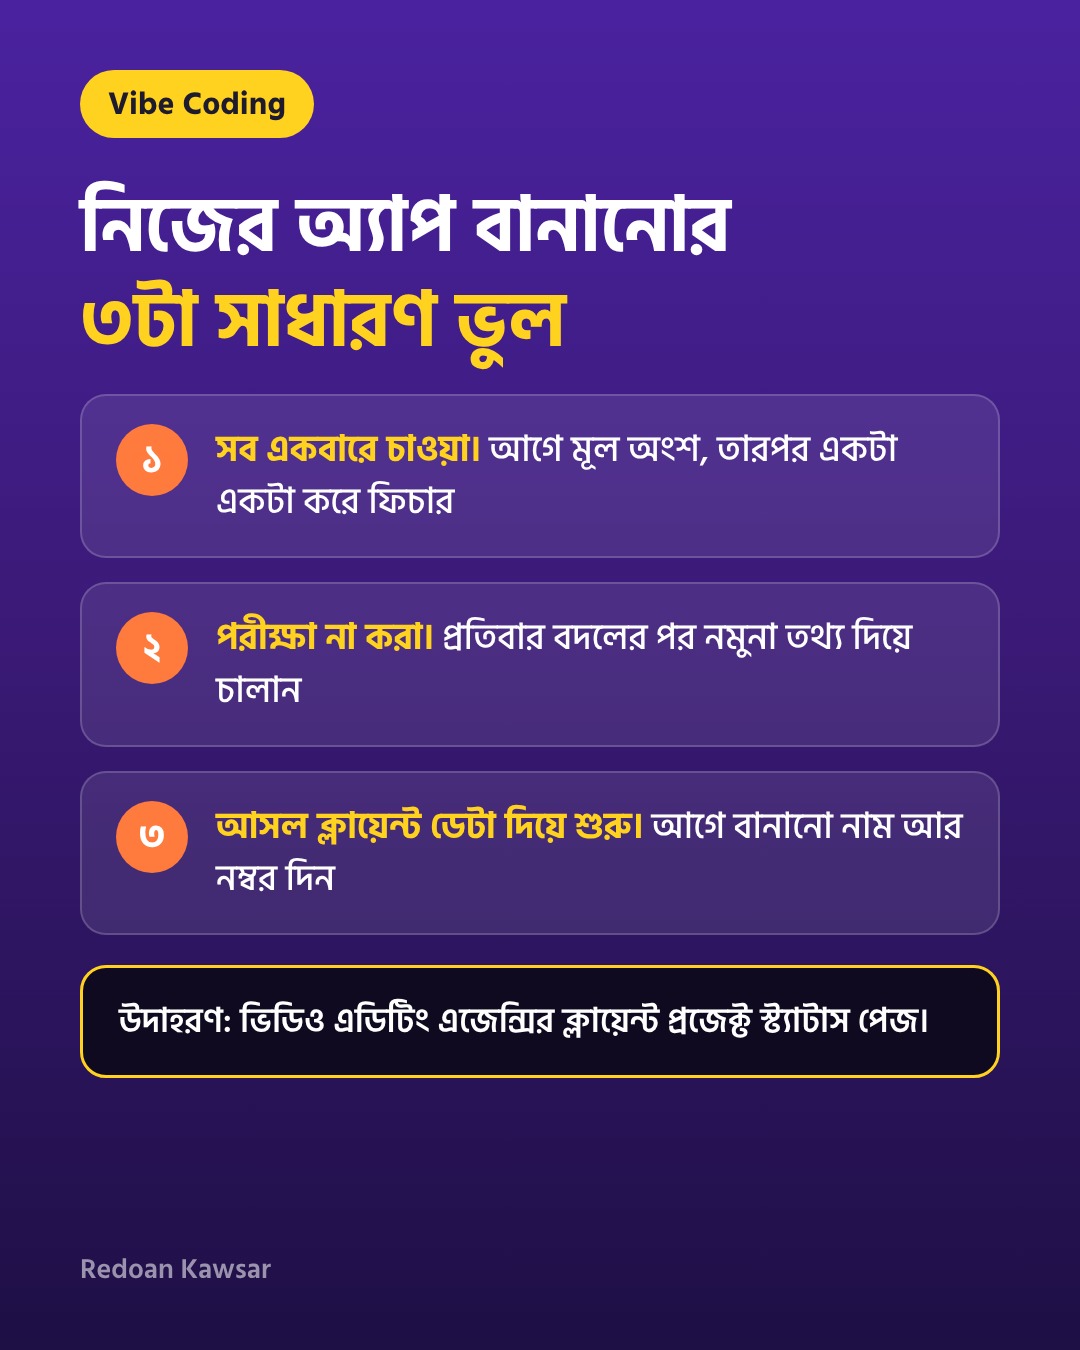 Vibe Coding
নিজের অ্যাপ বানানোর
৩টা সাধারণ ভুল
১
সব একবারে চাওয়া। আগে মূল অংশ, তারপর একটা
একটা করে ফিচার
২
পরীক্ষা না করা। প্রতিবার বদলের পর নমুনা তথ্য দিয়ে
চালান
৩
আসল ক্লায়েন্ট ডেটা দিয়ে শুরু। আগে বানানো নাম আর
নম্বর দিন
উদাহরণ: ভিডিও এডিটিং এজেন্সির ক্লায়েন্ট প্রজেক্ট স্ট্যাটাস পেজ।
Redoan Kawsar